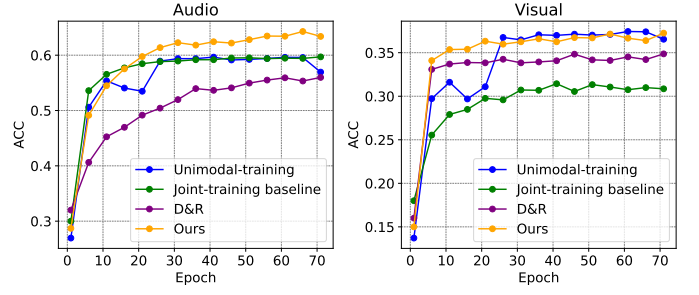 Audio
ACC
0.6
0.5
0.4
0.3
Unimodal-training
Joint-training baseline
D&R
Ours
0 10 20 30 40 50 60 70
Epoch
Visual
ACC
0.35
0.30
0.25
0.20
0.15
Unimodal-training
Joint-training baseline
D&R
Ours
0 10 20 30 40 50 60 70
Epoch